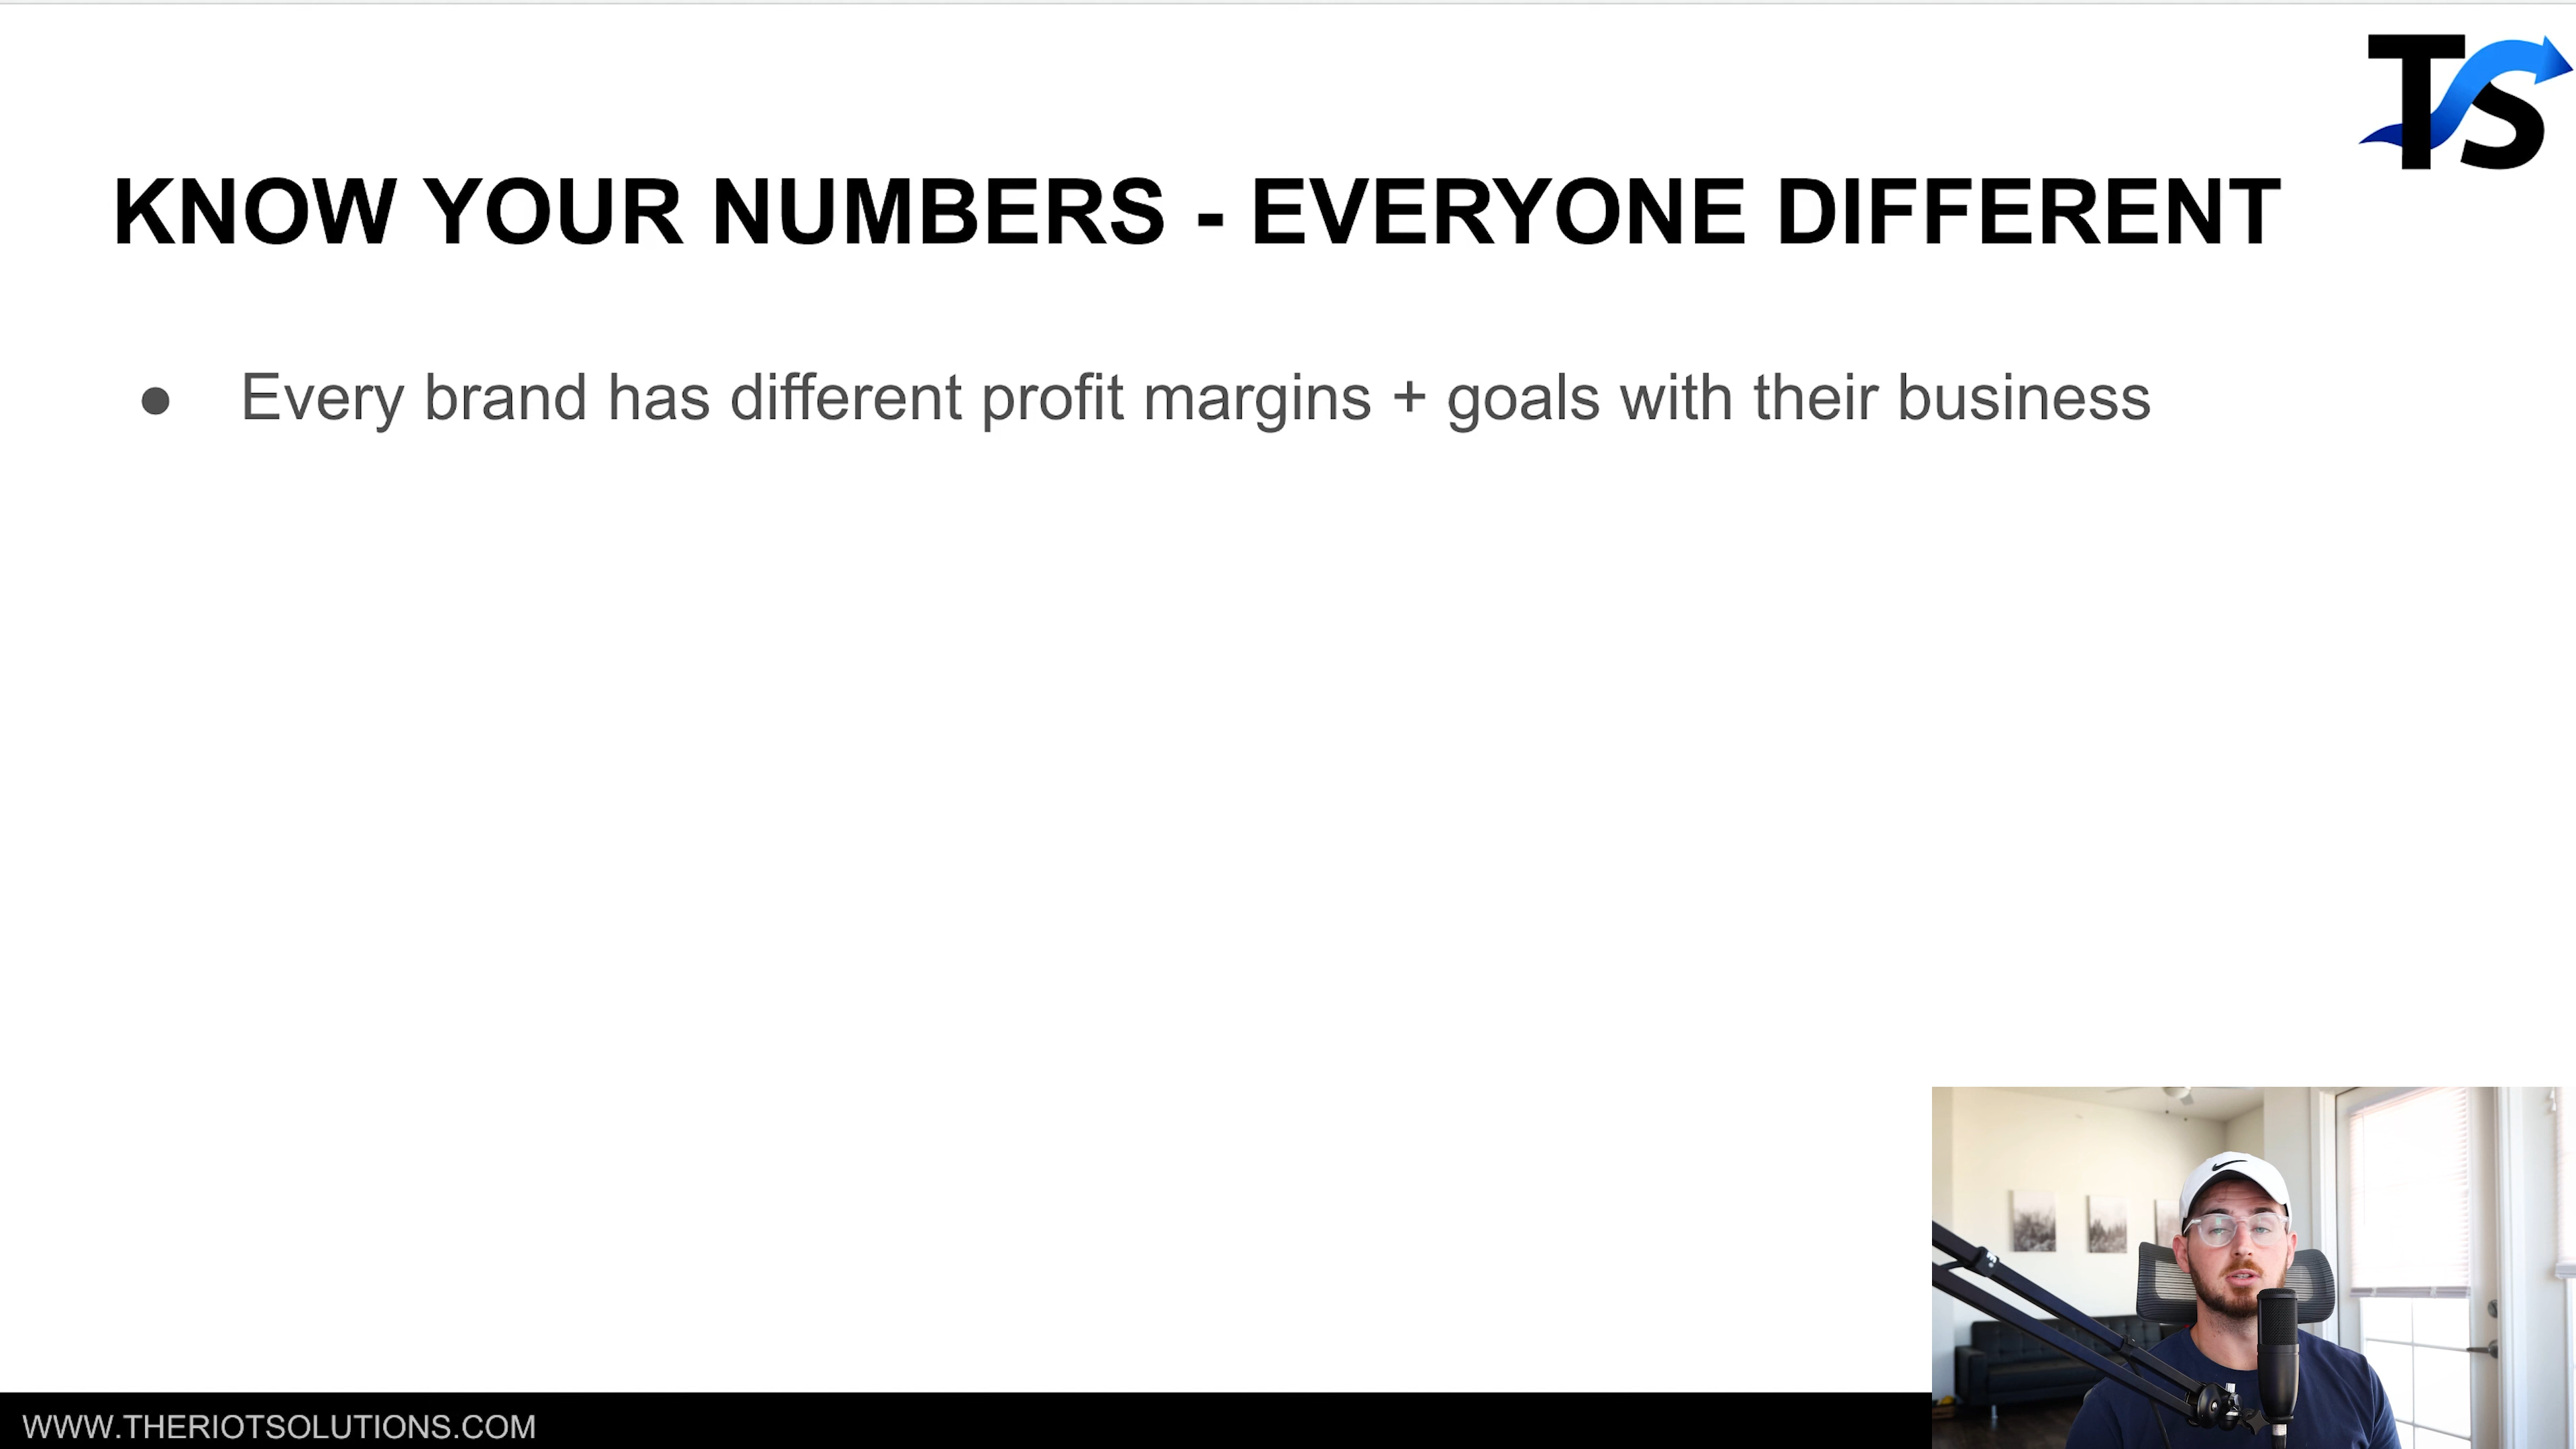 TS
KNOW YOUR NUMBERS - EVERYONE DIFFERENT
● Every brand has different profit margins + goals with their business
WWW.THERIOTSOLUTIONS.COM